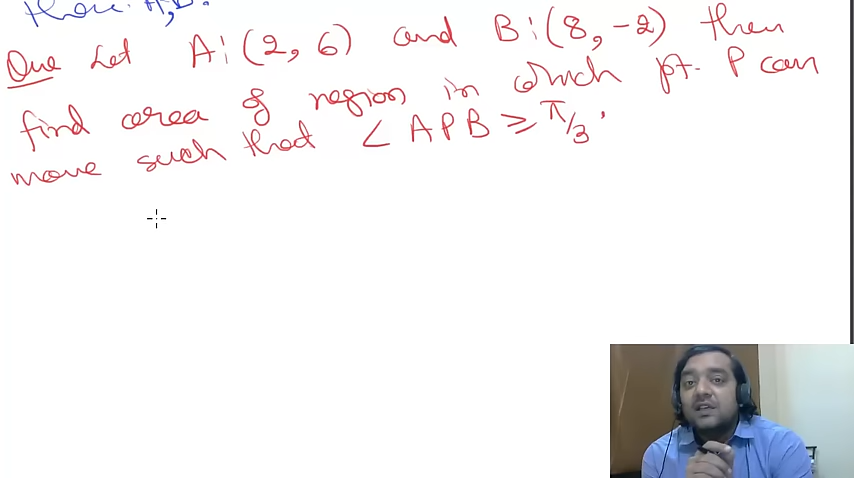 there. A, B.
Que Let A:(2, 6) and B:(8, -2) then
find area of region in which pt. P can
move such that ∠APB ≥ π/3.